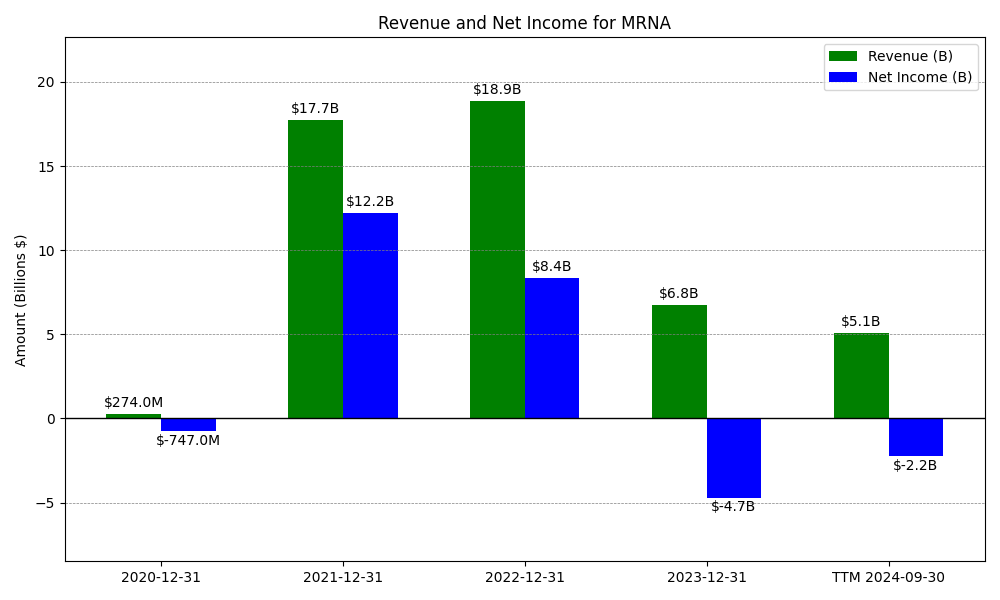 Revenue and Net Income for MRNA
Revenue (B)
Net Income (B)
Amount (Billions $)
20
15
10
5
0
−5
$274.0M
$-747.0M
$17.7B
$12.2B
$18.9B
$8.4B
$6.8B
$-4.7B
$5.1B
$-2.2B
2020-12-31
2021-12-31
2022-12-31
2023-12-31
TTM 2024-09-30